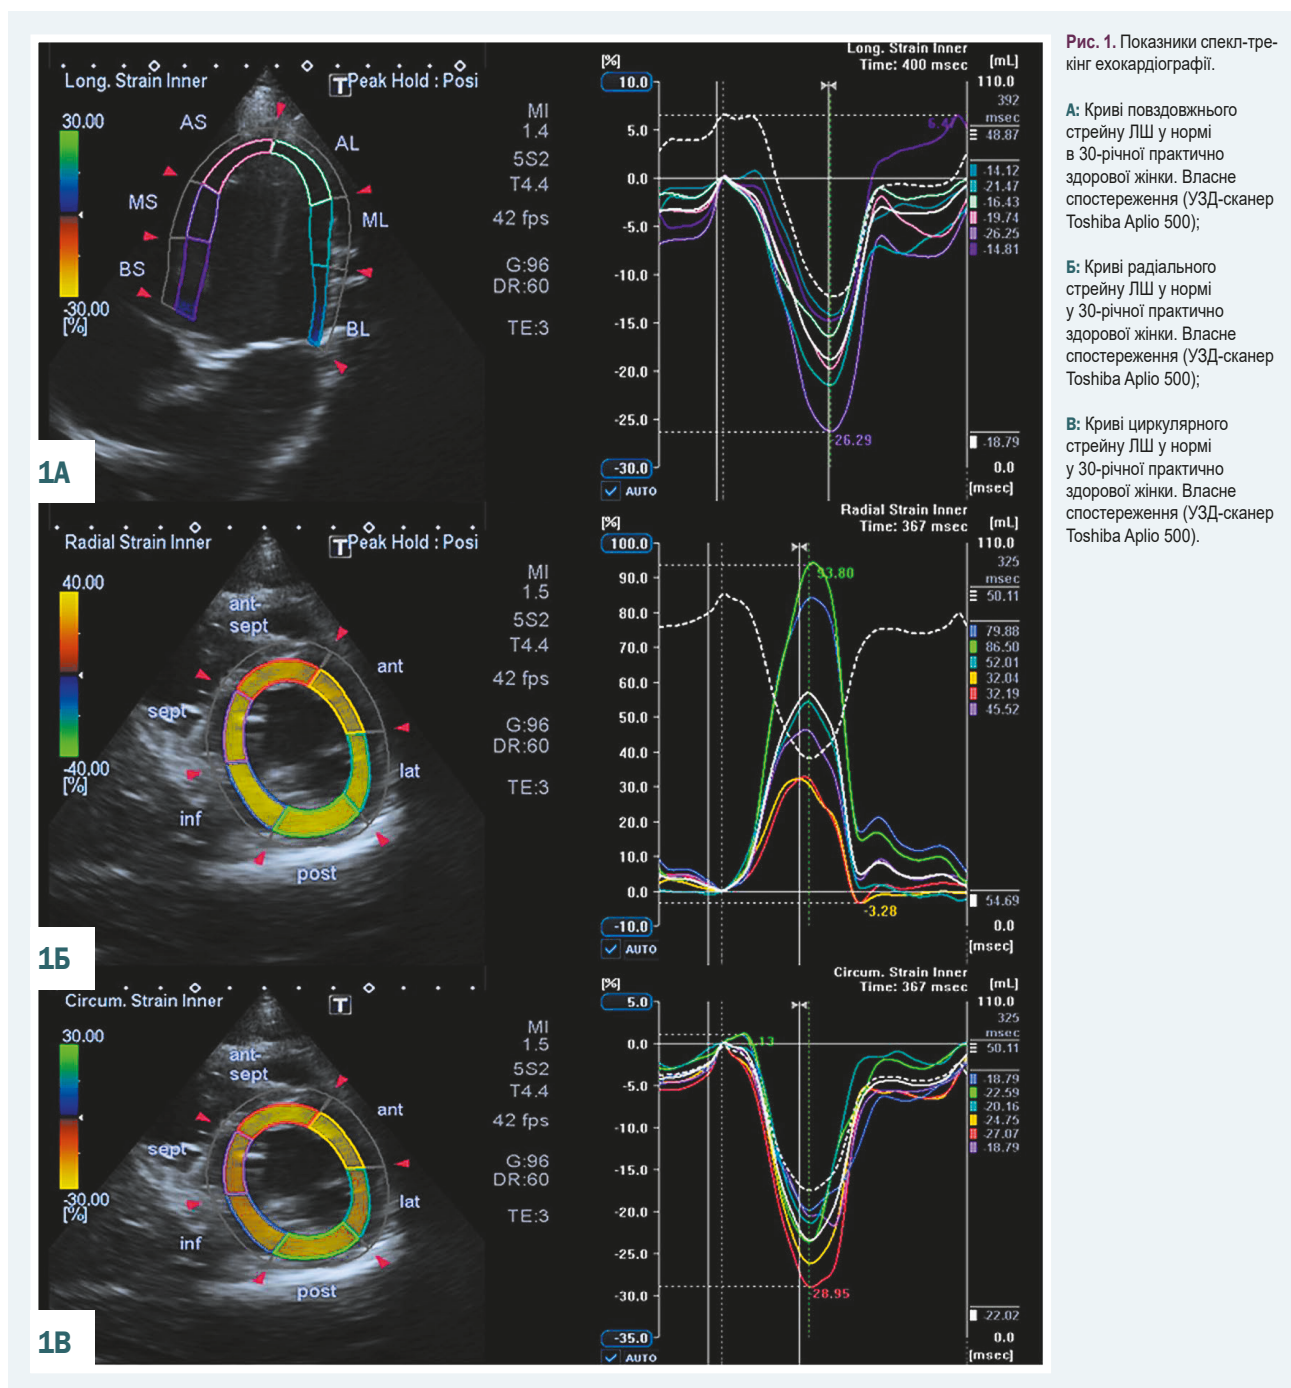 Long. Strain Inner
T Peak Hold : Posi
30.00
-30.00
[%]
AS
AL
MS
ML
BS
BL
MI
1.4
5S2
T4.4
42 fps
G:96
DR:60
TE:3
1А
Long. Strain Inner
Time: 400 msec
[%]
[mL]
10.0
5.0
0.0
-5.0
-10.0
-15.0
-20.0
-25.0
-30.0
AUTO
6.47
-26.29
110.0
392
msec
48.87
-14.12
-21.47
-16.43
-19.74
-26.25
-14.81
-18.79
0.0
[msec]
Radial Strain Inner
T Peak Hold : Posi
40.00
-40.00
[%]
ant-
sept
ant
sept
lat
inf
post
MI
1.5
5S2
T4.4
42 fps
G:96
DR:60
TE:3
1Б
Radial Strain Inner
Time: 367 msec
[%]
[mL]
100.0
90.0
80.0
70.0
60.0
50.0
40.0
30.0
20.0
10.0
0.0
-10.0
AUTO
93.80
-3.28
110.0
325
msec
50.11
79.88
86.50
52.01
32.04
32.19
45.52
54.69
0.0
[msec]
Circum. Strain Inner
T
30.00
-30.00
[%]
ant-
sept
ant
sept
lat
inf
post
MI
1.5
5S2
T4.4
42 fps
G:96
DR:60
TE:3
1В
Circum. Strain Inner
Time: 367 msec
[%]
[mL]
5.0
0.0
-5.0
-10.0
-15.0
-20.0
-25.0
-30.0
-35.0
AUTO
-28.95
110.0
325
msec
50.11
-18.79
-22.59
-20.16
-24.75
-27.07
-18.79
-22.02
0.0
[msec]
Рис. 1. Показники спекл-тре-
кінг ехокардіографії.
А: Криві повздовжнього
стрейну ЛШ у нормі
в 30-річної практично
здорової жінки. Власне
спостереження (УЗД-сканер
Toshiba Aplio 500);
Б: Криві радіального
стрейну ЛШ у нормі
у 30-річної практично
здорової жінки. Власне
спостереження (УЗД-сканер
Toshiba Aplio 500);
В: Криві циркулярного
стрейну ЛШ у нормі
у 30-річної практично
здорової жінки. Власне
спостереження (УЗД-сканер
Toshiba Aplio 500).